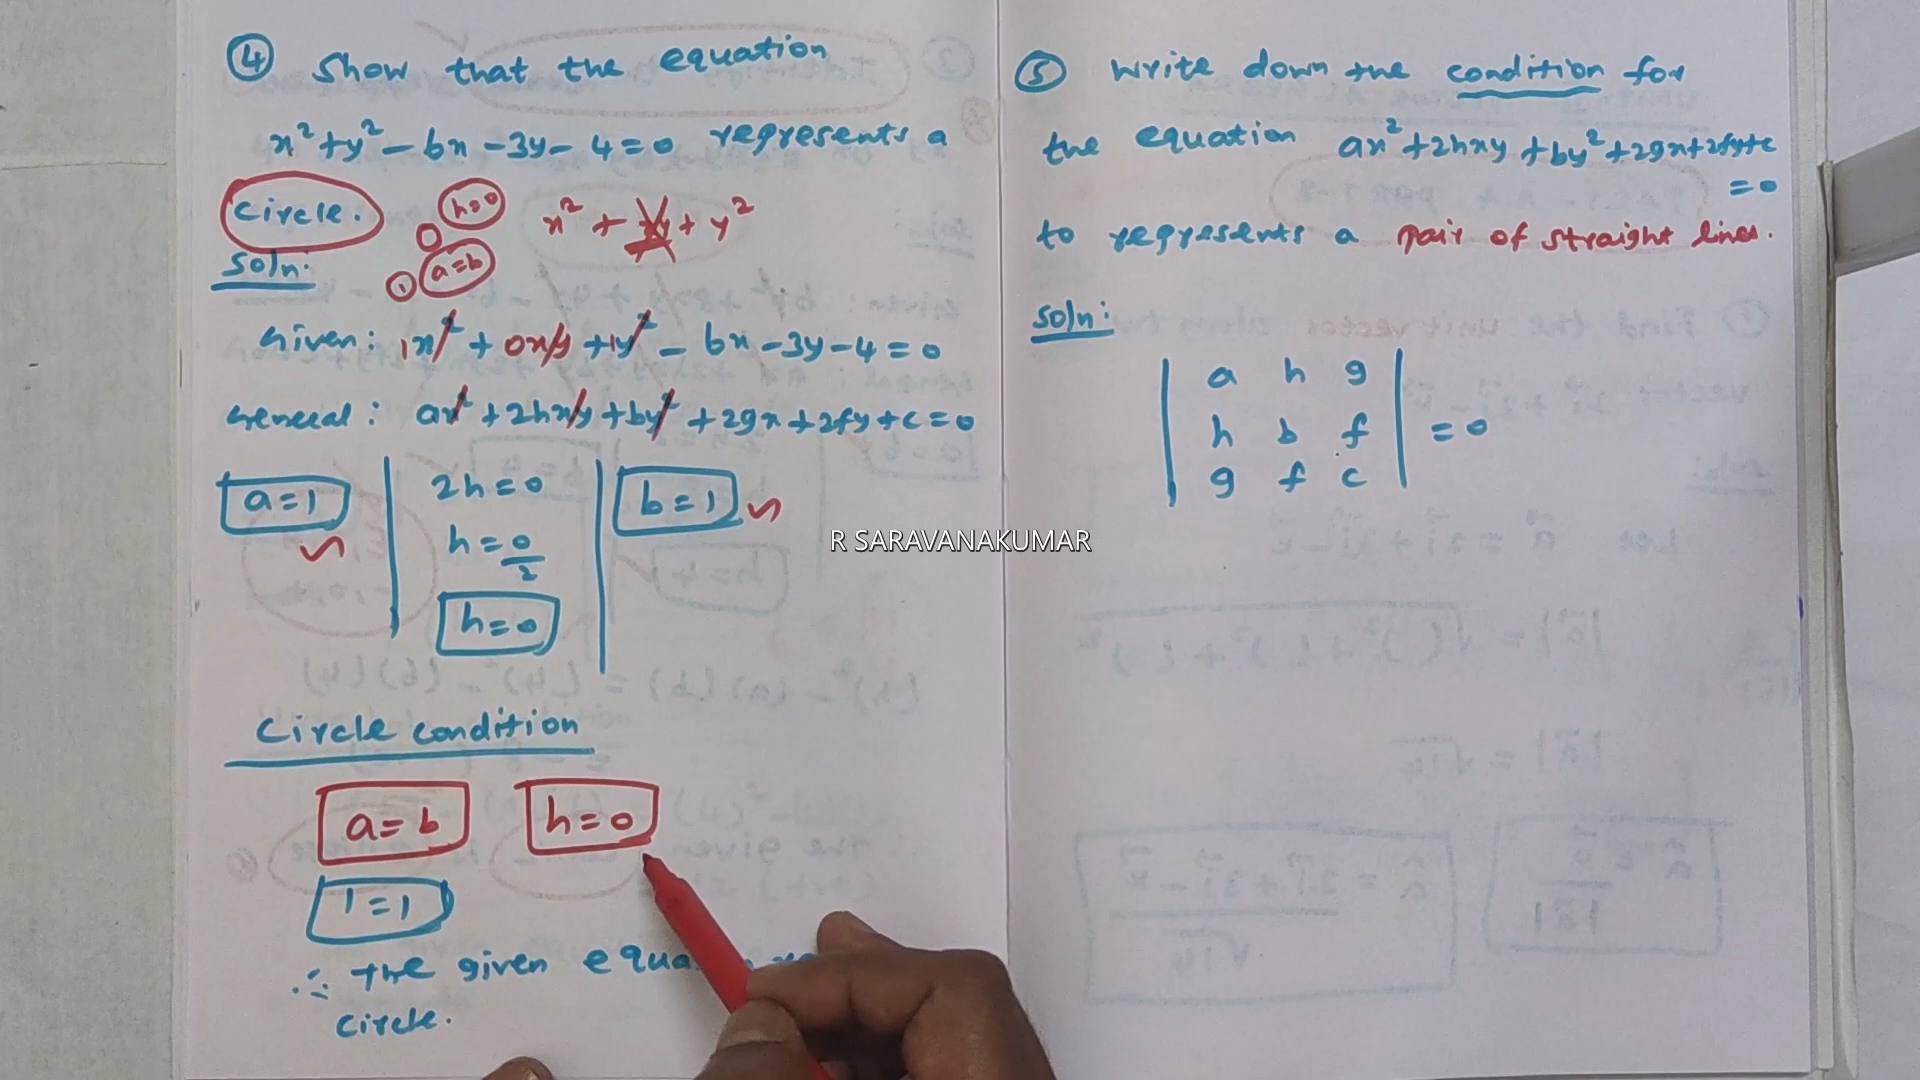 ④ Show that the equation
x² + y² - 6x - 3y - 4 = 0 represents a
circle.
h=0
x² + xy + y²
① a=b
Soln:
Given: 1x² + 0xy + 1y² - 6x - 3y - 4 = 0
General: ax² + 2hxy + by² + 2gx + 2fy + c = 0
a=1 | 2h=0 | b=1
h = 0/2
h=0
Circle condition
a=b h=0
1=1
∴ The given
circle.
⑤ Write down the condition for
the equation ax² + 2hxy + by² + 2gx + 2fy + c
=0
to represents a pair of straight lines.
Soln:
| a h g |
| h b f | = 0
| g f c |
R SARAVANAKUMAR